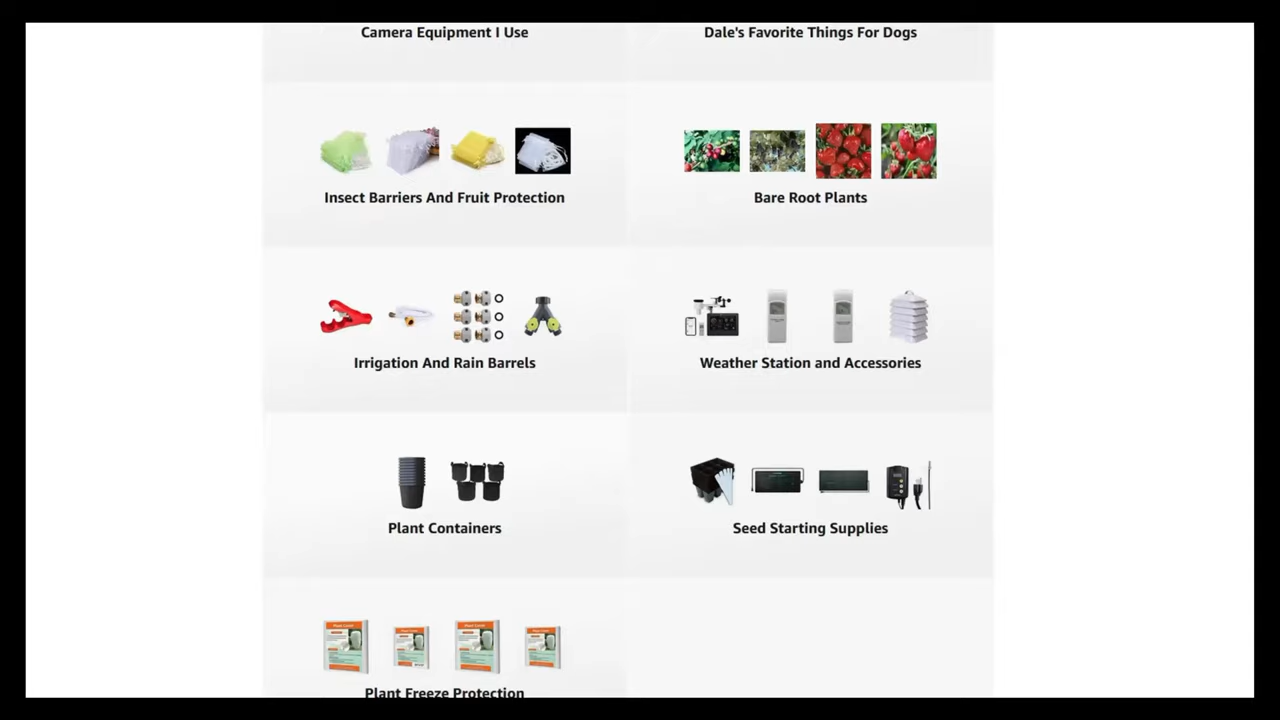 Camera Equipment I Use
Dale's Favorite Things For Dogs
Insect Barriers And Fruit Protection
Bare Root Plants
Irrigation And Rain Barrels
Weather Station and Accessories
Plant Containers
Seed Starting Supplies
Plant Freeze Protection